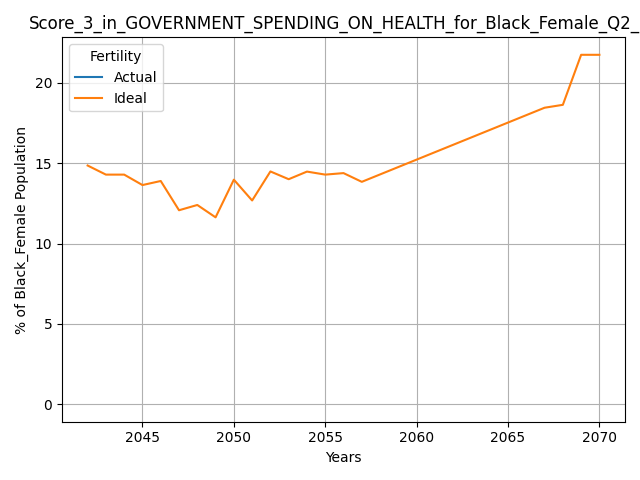 Score_3_in_GOVERNMENT_SPENDING_ON_HEALTH_for_Black_Female_Q2_
Fertility
Actual
Ideal
20
15
10
5
0
% of Black_Female Population
2045 2050 2055 2060 2065 2070
Years